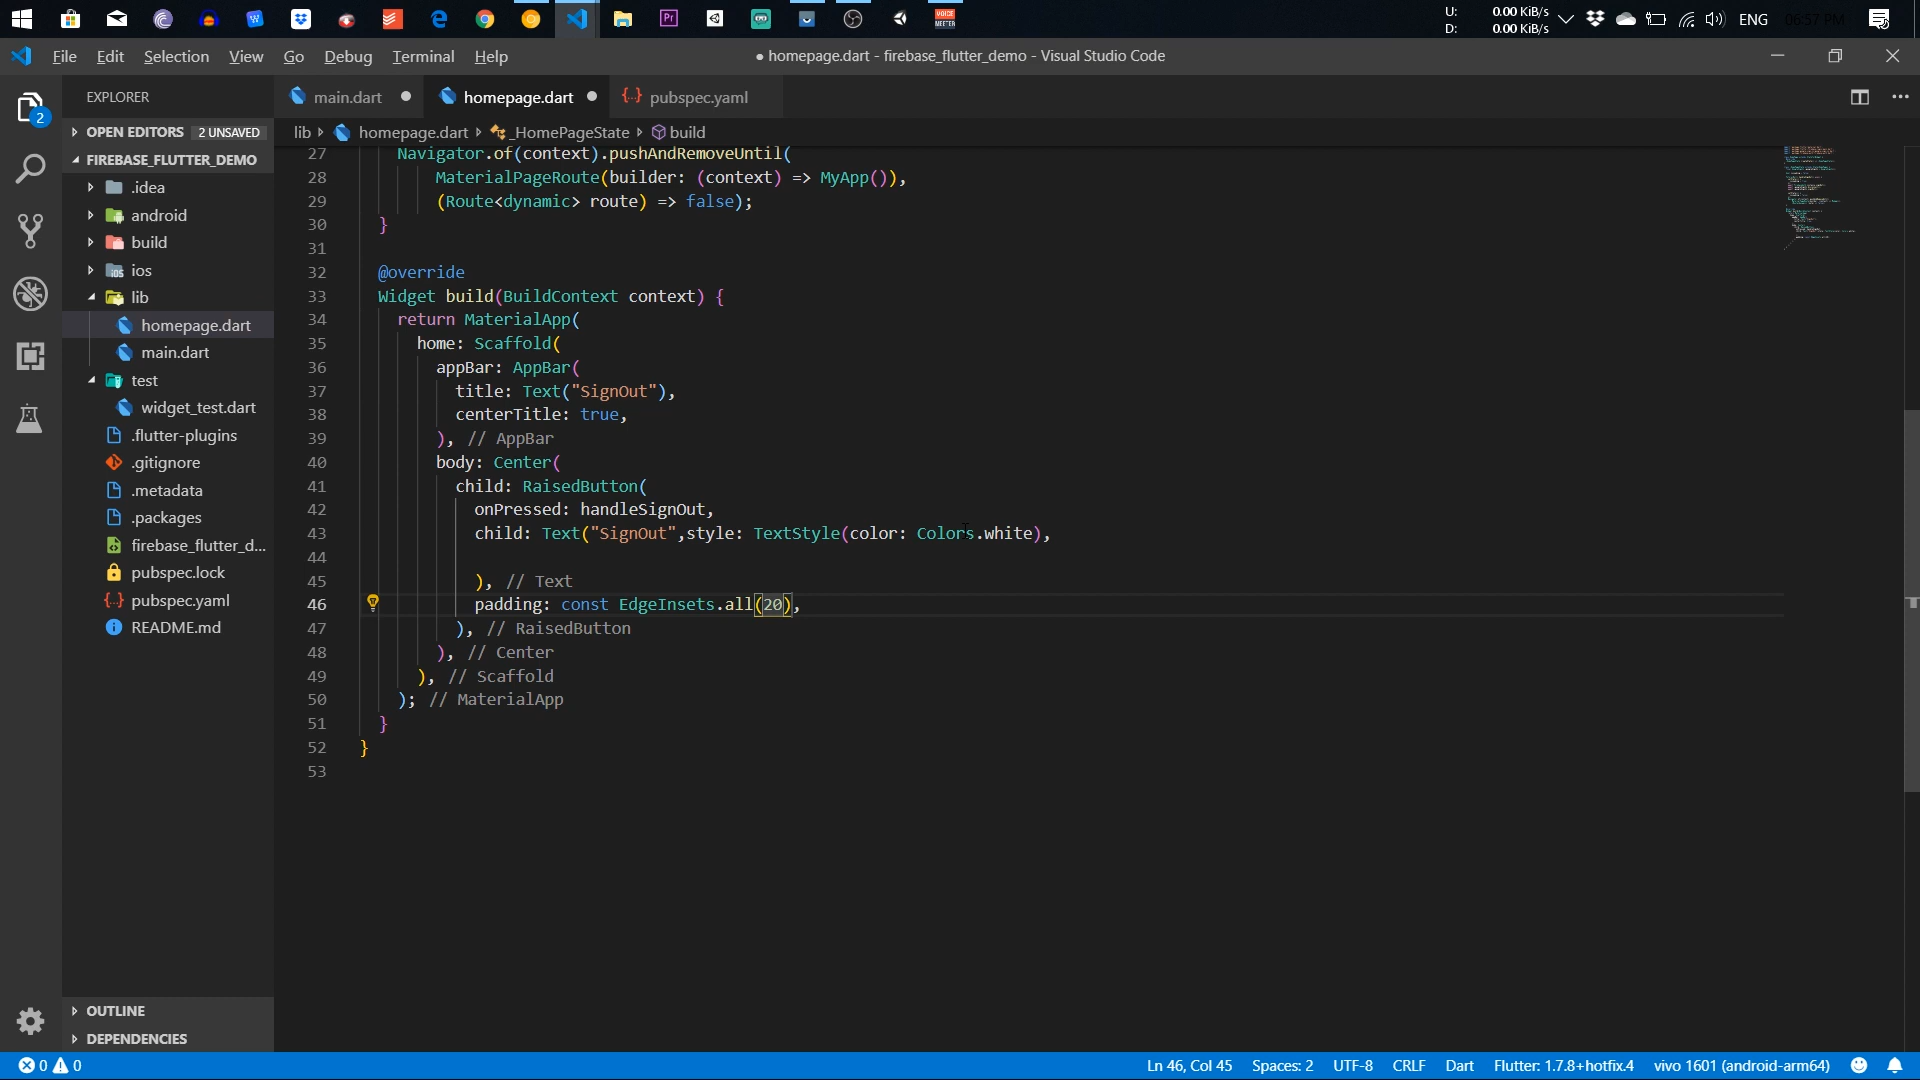 U: 0.00 KiB/s
D: 0.00 KiB/s
ENG 06:57 PM
File Edit Selection View Go Debug Terminal Help
● homepage.dart - firebase_flutter_demo - Visual Studio Code
EXPLORER
main.dart
homepage.dart
pubspec.yaml
2
OPEN EDITORS 2 UNSAVED
lib homepage.dart _HomePageState build
FIREBASE_FLUTTER_DEMO
.idea
android
build
ios
lib
homepage.dart
main.dart
test
widget_test.dart
.flutter-plugins
.gitignore
.metadata
.packages
firebase_flutter_d...
pubspec.lock
pubspec.yaml
README.md
OUTLINE
DEPENDENCIES
27 Navigator.of(context).pushAndRemoveUntil(
28 MaterialPageRoute(builder: (context) => MyApp()),
29 (Route<dynamic> route) => false);
30 }
31
32 @override
33 Widget build(BuildContext context) {
34 return MaterialApp(
35 home: Scaffold(
36 appBar: AppBar(
37 title: Text("SignOut"),
38 centerTitle: true,
39 ), // AppBar
40 body: Center(
41 child: RaisedButton(
42 onPressed: handleSignOut,
43 child: Text("SignOut",style: TextStyle(color: Colors.white),
44
45 ), // Text
46 padding: const EdgeInsets.all(20),
47 ), // RaisedButton
48 ), // Center
49 ), // Scaffold
50 ); // MaterialApp
51 }
52 }
53
0 0
Ln 46, Col 45 Spaces: 2 UTF-8 CRLF Dart Flutter: 1.7.8+hotfix.4 vivo 1601 (android-arm64)